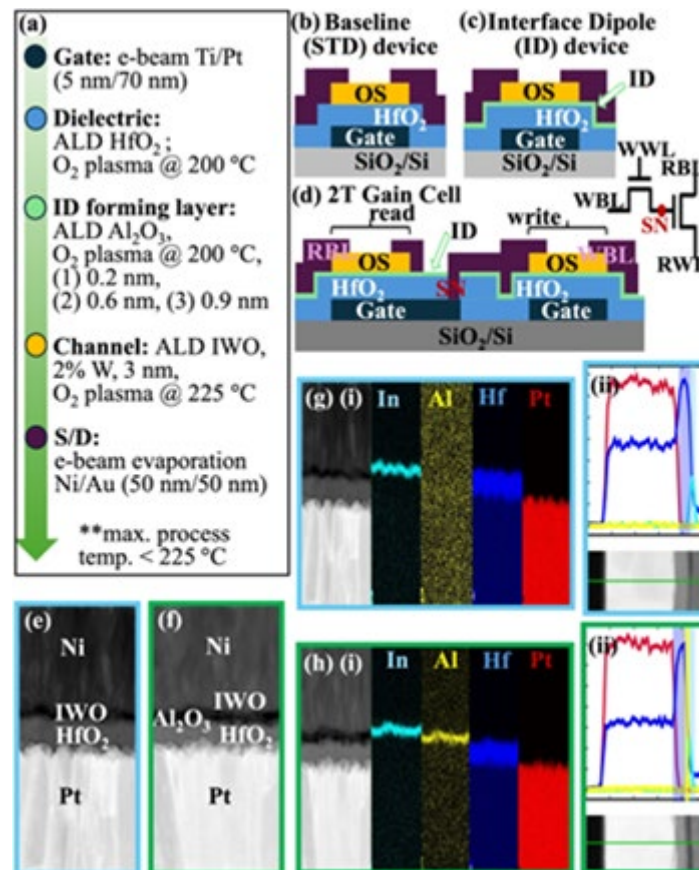 (a)
Gate: e-beam Ti/Pt
(5 nm/70 nm)
Dielectric:
ALD HfO₂;
O₂ plasma @ 200 °C
ID forming layer:
ALD Al₂O₃,
O₂ plasma @ 200 °C,
(1) 0.2 nm,
(2) 0.6 nm, (3) 0.9 nm
Channel: ALD IWO,
2% W, 3 nm,
O₂ plasma @ 225 °C
S/D:
e-beam evaporation
Ni/Au (50 nm/50 nm)
**max. process
temp. < 225 °C
(b) Baseline
(STD) device
OS
HfO₂
Gate
SiO₂/Si
(c) Interface Dipole
(ID) device
ID
OS
HfO₂
Gate
SiO₂/Si
(d) 2T Gain Cell
read
ID
write
RBL
OS
HfO₂
SN
Gate
OS
WBL
HfO₂
Gate
SiO₂/Si
WWL
RBL
WBL
SN
RWL
(e)
Ni
IWO
HfO₂
Pt
(f)
Ni
IWO
Al₂O₃
HfO₂
Pt
(g) (i) In Al Hf Pt
(ii)
(h) (i) In Al Hf Pt
(ii)